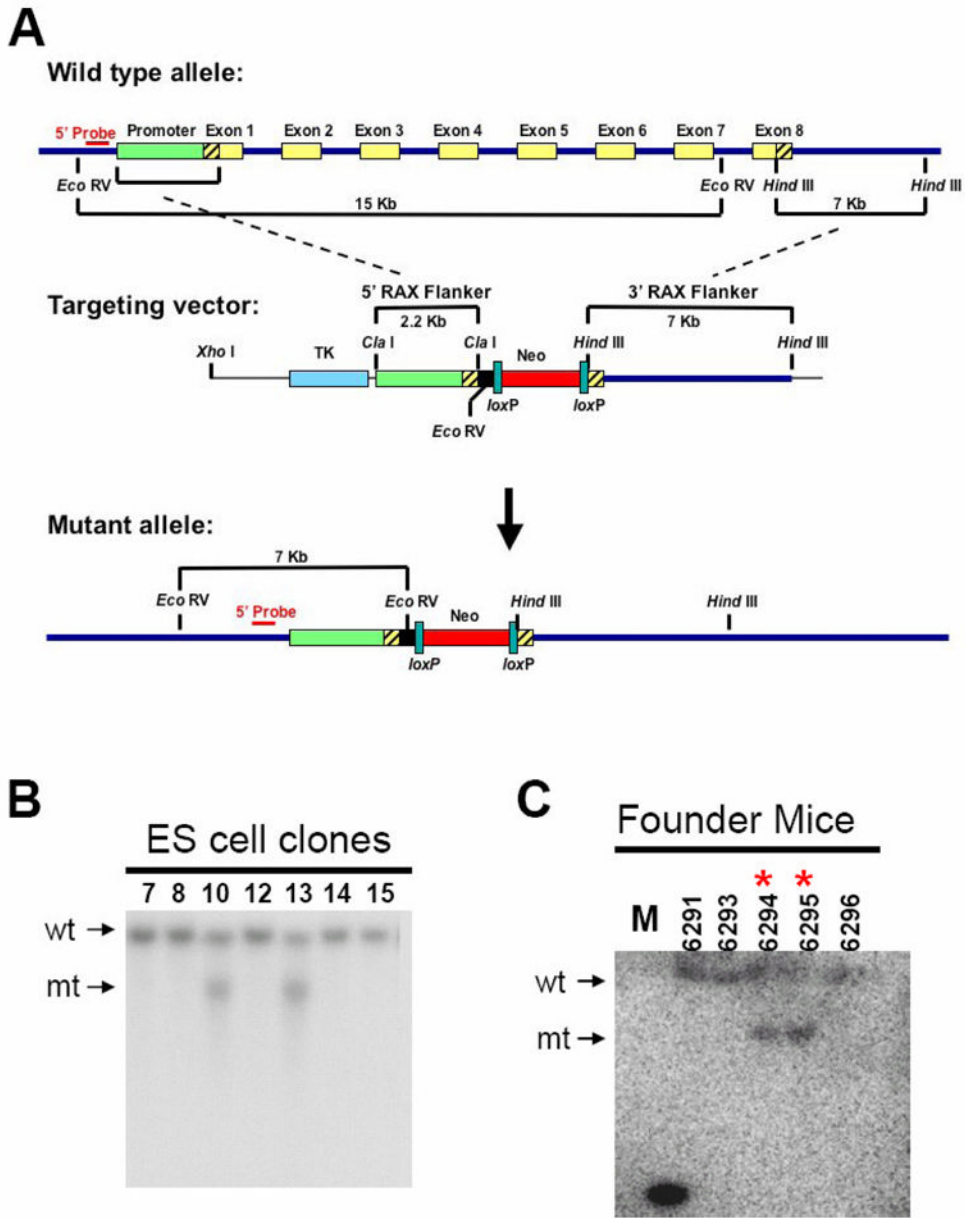 A
Wild type allele:
5' Probe Promoter Exon 1 Exon 2 Exon 3 Exon 4 Exon 5 Exon 6 Exon 7 Exon 8
Eco RV Eco RV Hind III Hind III
15 Kb 7 Kb
5' RAX Flanker 3' RAX Flanker
Targeting vector:
2.2 Kb 7 Kb
Xho I TK Cla I Cla I Neo Hind III Hind III
loxP loxP
Eco RV
Mutant allele:
7 Kb
Eco RV 5' Probe Eco RV Neo Hind III Hind III
loxP loxP
B
ES cell clones
7 8 10 12 13 14 15
wt
mt
C
Founder Mice
* *
M 6291 6293 6294 6295 6296
wt
mt